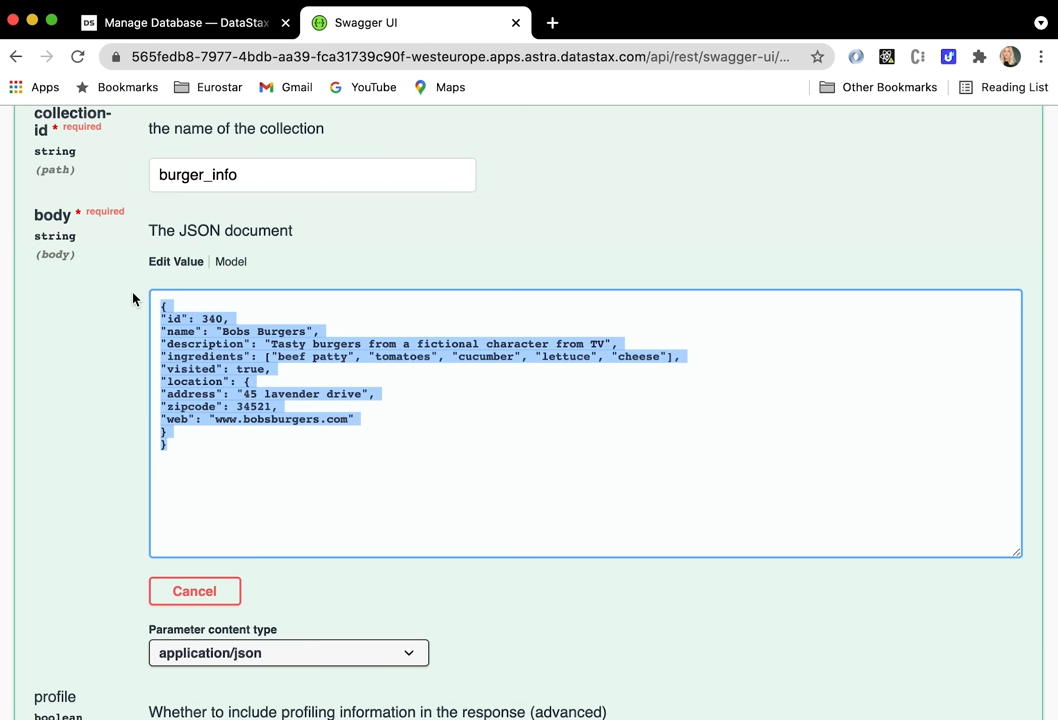 DS Manage Database — DataStax
Swagger UI
565fedb8-7977-4bdb-aa39-fca31739c90f-westeurope.apps.astra.datastax.com/api/rest/swagger-ui/...
Apps
Bookmarks
Eurostar
Gmail
YouTube
Maps
Other Bookmarks
Reading List
collection-
id * required
string
(path)
the name of the collection
burger_info
body * required
string
(body)
The JSON document
Edit Value | Model
{
"id": 340,
"name": "Bobs Burgers",
"description": "Tasty burgers from a fictional character from TV",
"ingredients": ["beef patty", "tomatoes", "cucumber", "lettuce", "cheese"],
"visited": true,
"location": {
"address": "45 lavender drive",
"zipcode": 34521,
"web": "www.bobsburgers.com"
}
}
Cancel
Parameter content type
application/json
profile
boolean
Whether to include profiling information in the response (advanced)